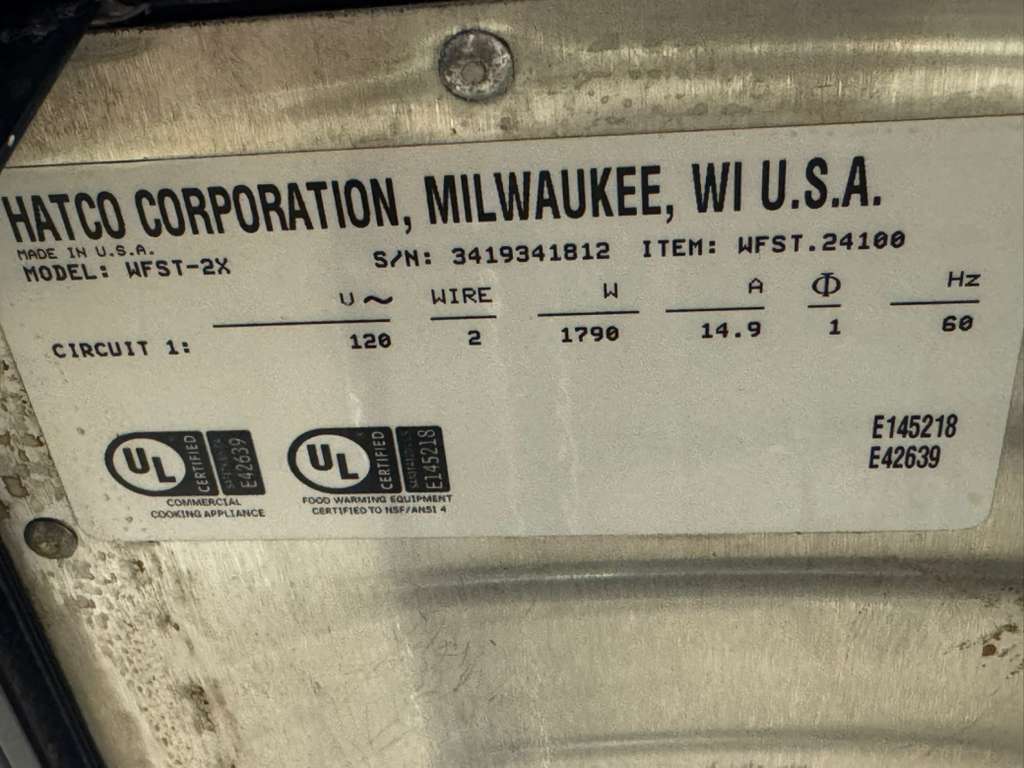 HATCO CORPORATION, MILWAUKEE, WI U.S.A.
MADE IN U.S.A.
MODEL: WFST-2X S/N: 3419341812 ITEM: WFST.24100
V ~ WIRE W A Φ Hz
CIRCUIT 1: 120 2 1790 14.9 1 60
E145218
E42639
UL CERTIFIED E42639
COMMERCIAL
COOKING APPLIANCE
UL CERTIFIED E145218
FOOD WARMING EQUIPMENT
CERTIFIED TO NSF/ANSI 4